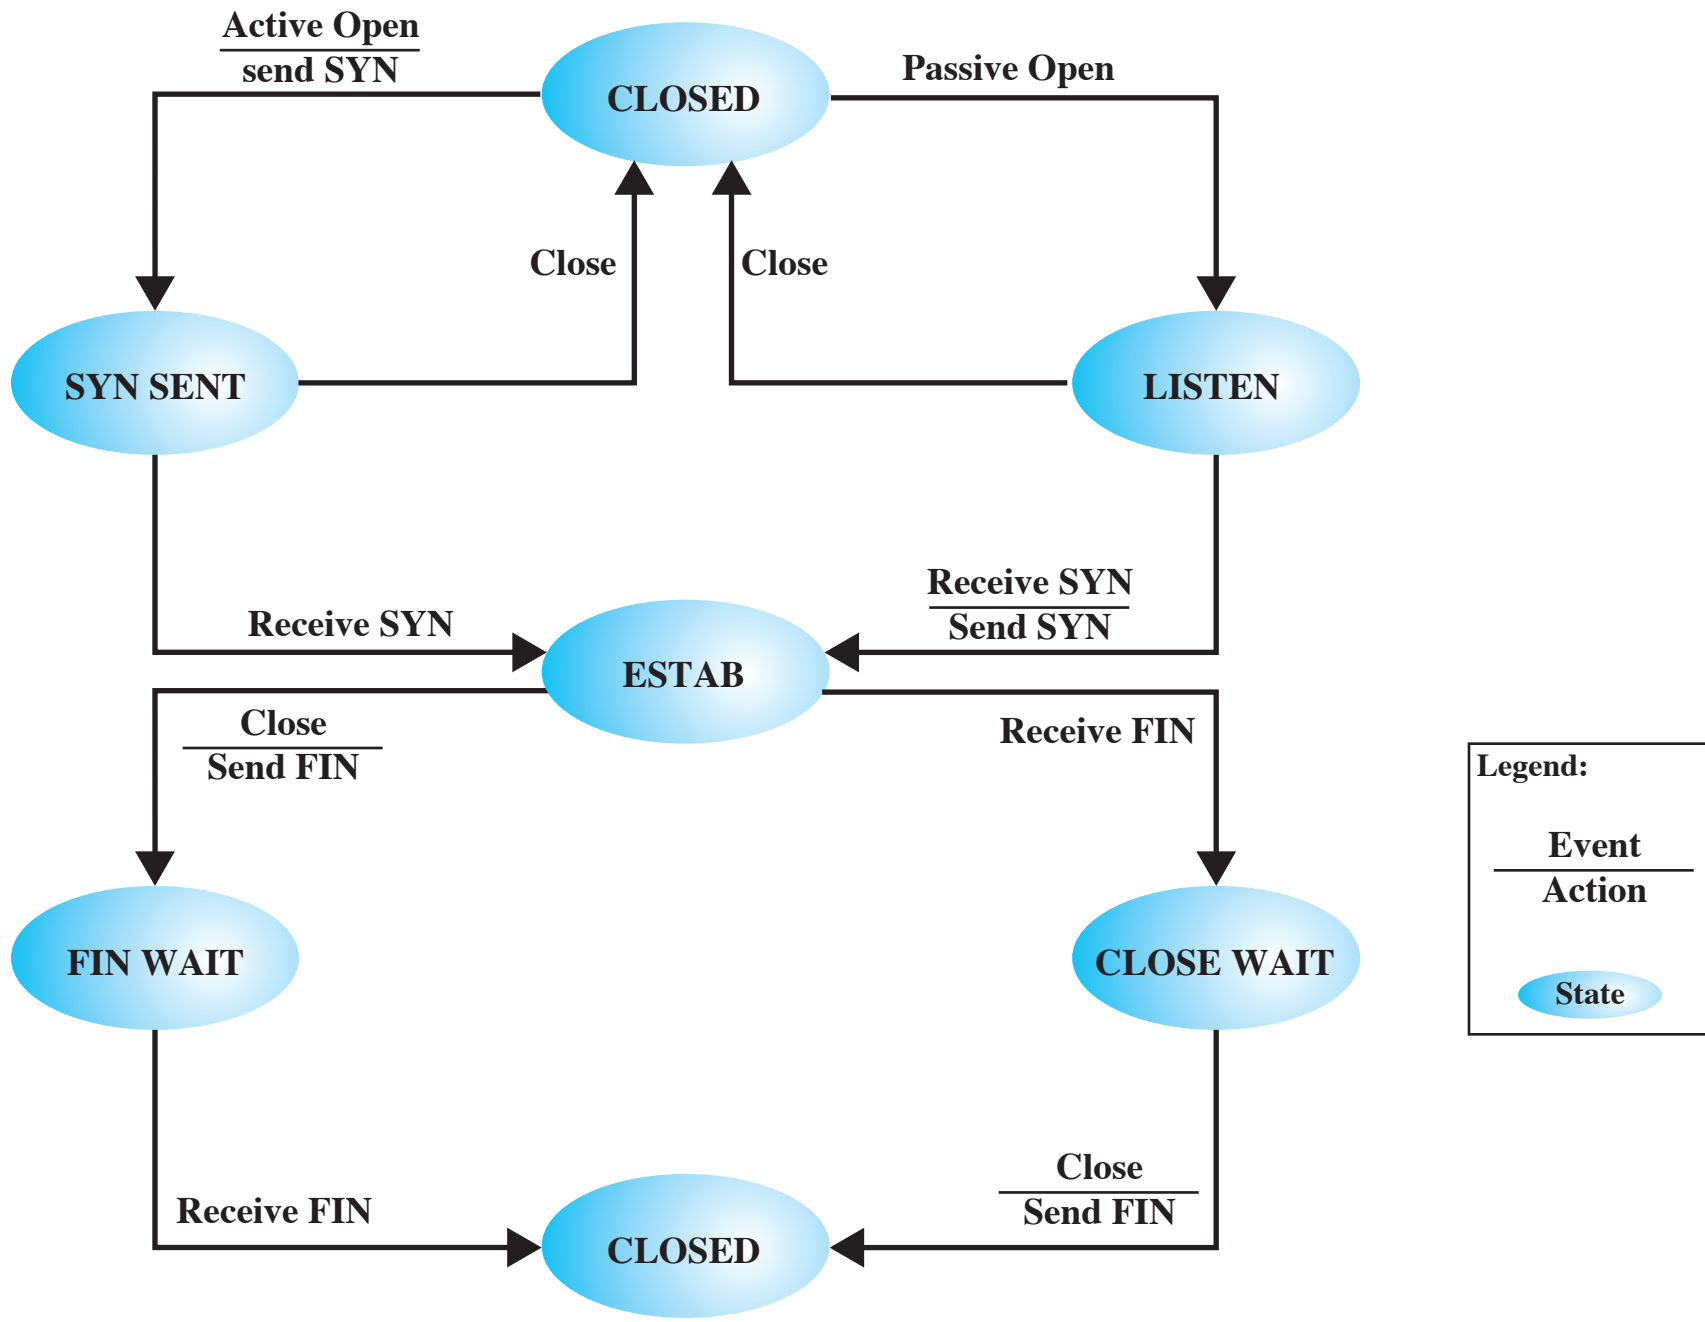 Active Open
send SYN
CLOSED
Passive Open
Close
Close
SYN SENT
LISTEN
Receive SYN
Receive SYN
Send SYN
ESTAB
Close
Send FIN
Receive FIN
Legend:
Event
Action
State
FIN WAIT
CLOSE WAIT
Receive FIN
Close
Send FIN
CLOSED